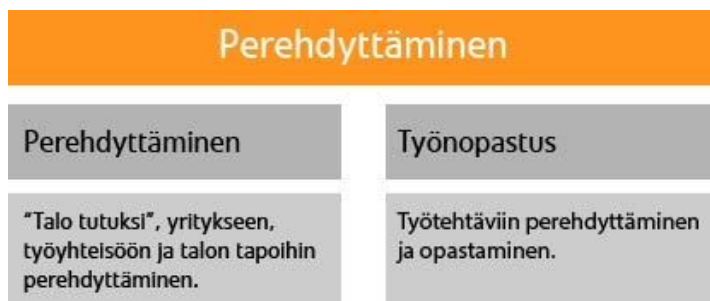 Perehdyttäminen
Perehdyttäminen
"Talo tutuksi", yritykseen,
työyhteisöön ja talon tapoihin
perehdyttäminen.
Työnopastus
Työtehtäviin perehdyttäminen
ja opastaminen.